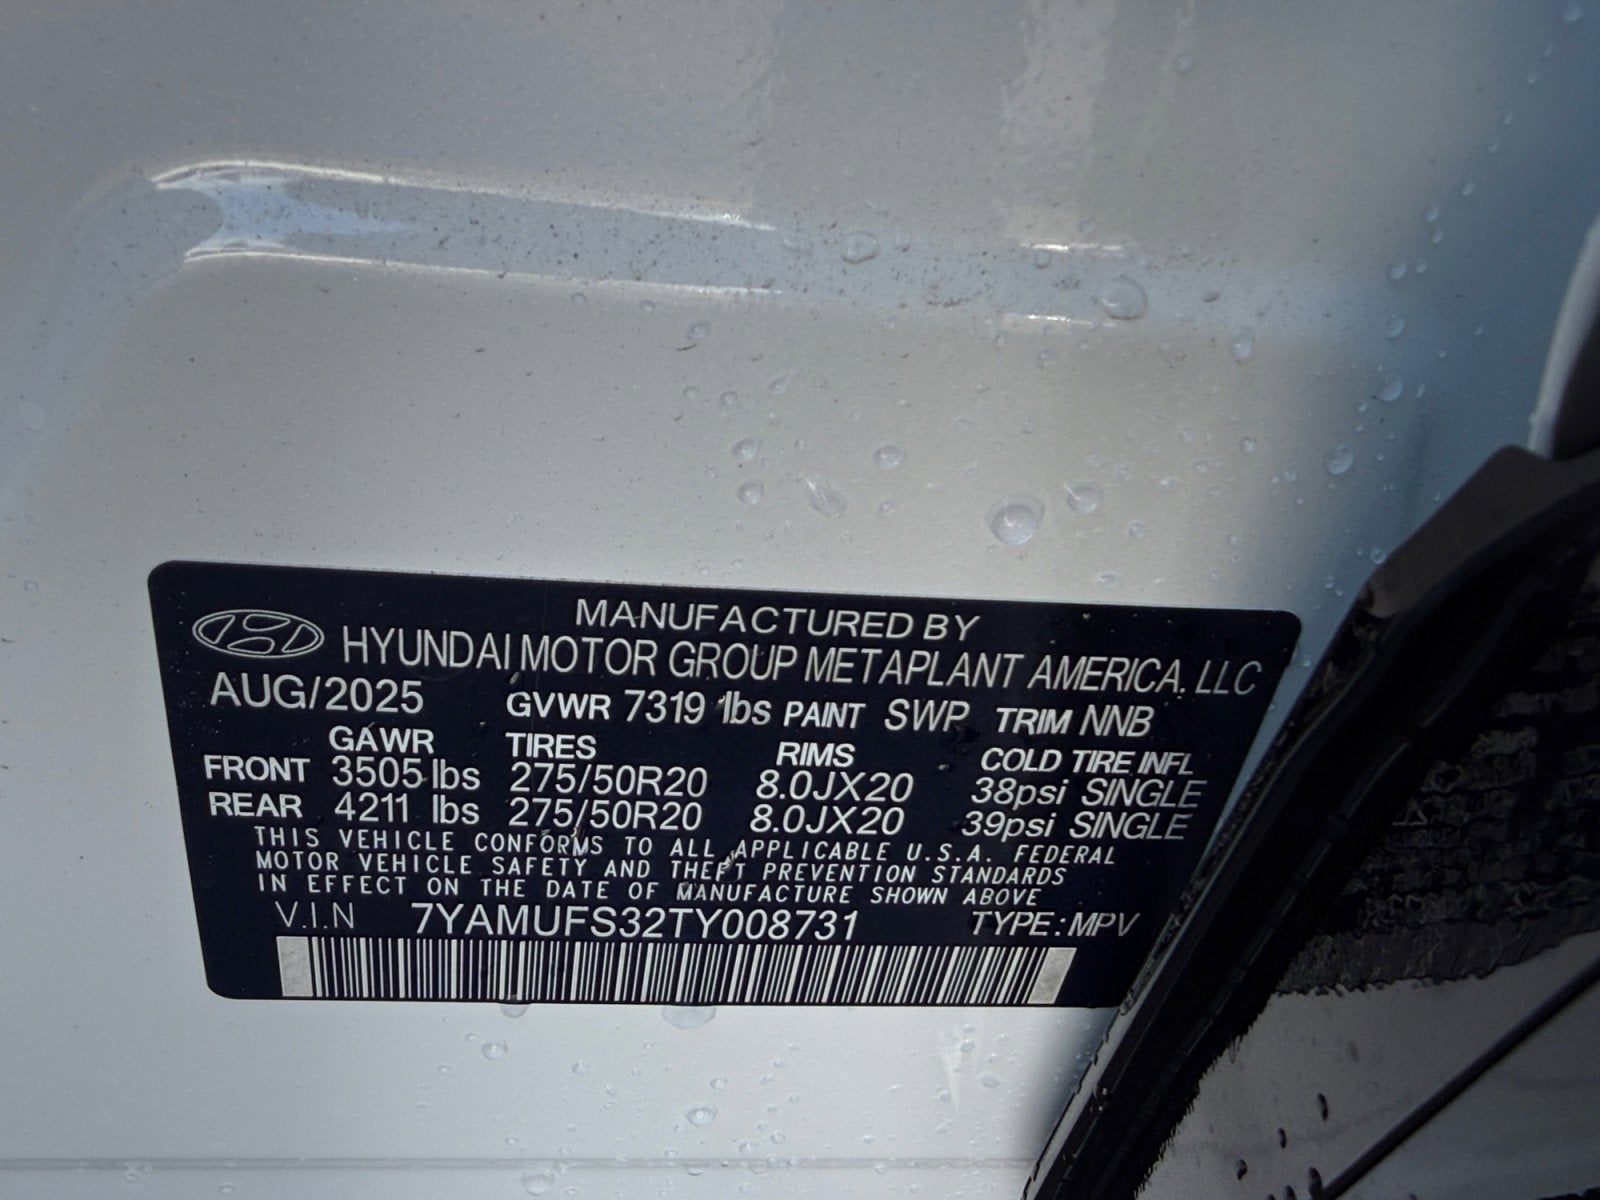 MANUFACTURED BY
HYUNDAI MOTOR GROUP METAPLANT AMERICA, LLC
AUG/2025 GVWR 7319 lbs PAINT SWP TRIM NNB
GAWR TIRES RIMS COLD TIRE INFL
FRONT 3505 lbs 275/50R20 8.0JX20 38psi SINGLE
REAR 4211 lbs 275/50R20 8.0JX20 39psi SINGLE
THIS VEHICLE CONFORMS TO ALL APPLICABLE U.S.A. FEDERAL
MOTOR VEHICLE SAFETY AND THEFT PREVENTION STANDARDS
IN EFFECT ON THE DATE OF MANUFACTURE SHOWN ABOVE
V.I.N 7YAMUFS32TY008731 TYPE:MPV